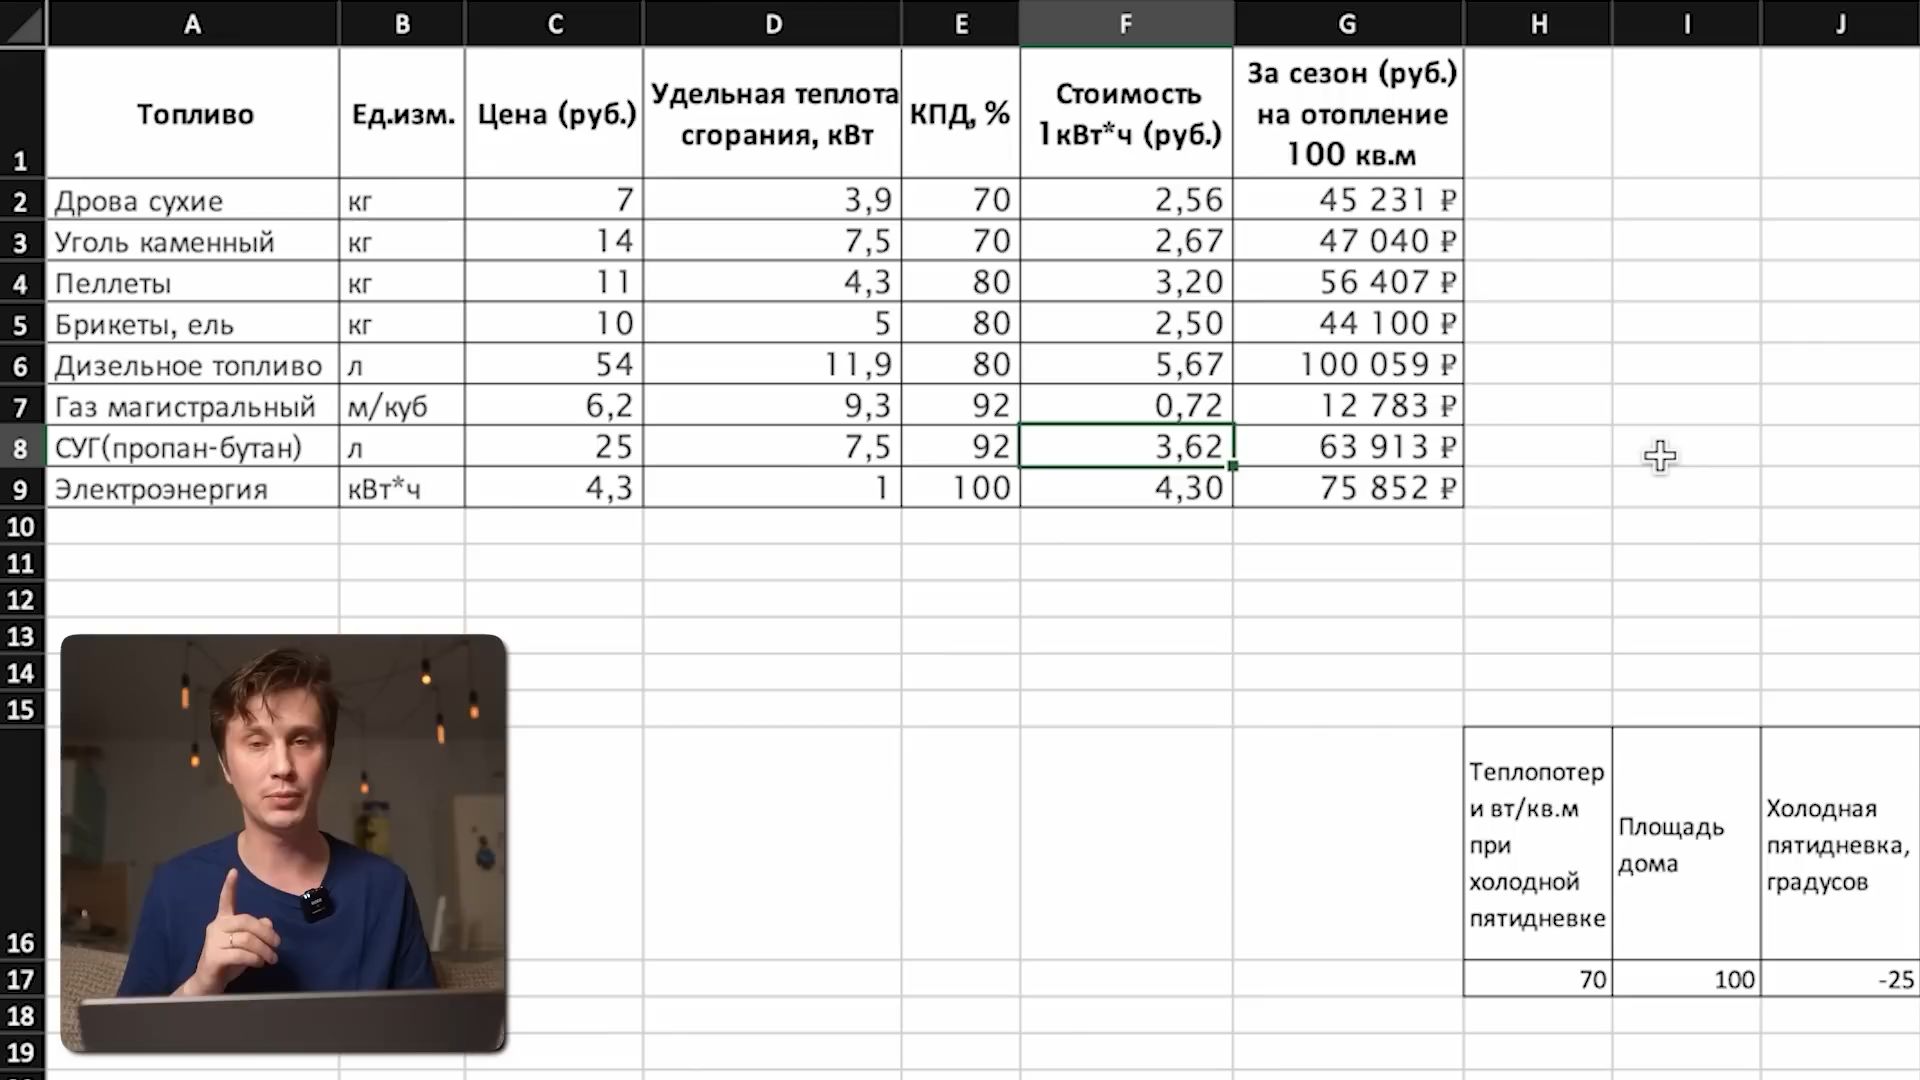 A B C D E F G H I J
1 Топливо Ед.изм. Цена (руб.) Удельная теплота сгорания, кВт КПД, % Стоимость 1кВт*ч (руб.) За сезон (руб.) на отопление 100 кв.м
2 Дрова сухие кг 7 3,9 70 2,56 45 231 ₽
3 Уголь каменный кг 14 7,5 70 2,67 47 040 ₽
4 Пеллеты кг 11 4,3 80 3,20 56 407 ₽
5 Брикеты, ель кг 10 5 80 2,50 44 100 ₽
6 Дизельное топливо л 54 11,9 80 5,67 100 059 ₽
7 Газ магистральный м/куб 6,2 9,3 92 0,72 12 783 ₽
8 СУГ(пропан-бутан) л 25 7,5 92 3,62 63 913 ₽
9 Электроэнергия кВт*ч 4,3 1 100 4,30 75 852 ₽
10
11
12
13
14
15
16 Теплопотер и вт/кв.м при холодной пятидневке Площадь дома Холодная пятидневка, градусов
17 70 100 -25
18
19